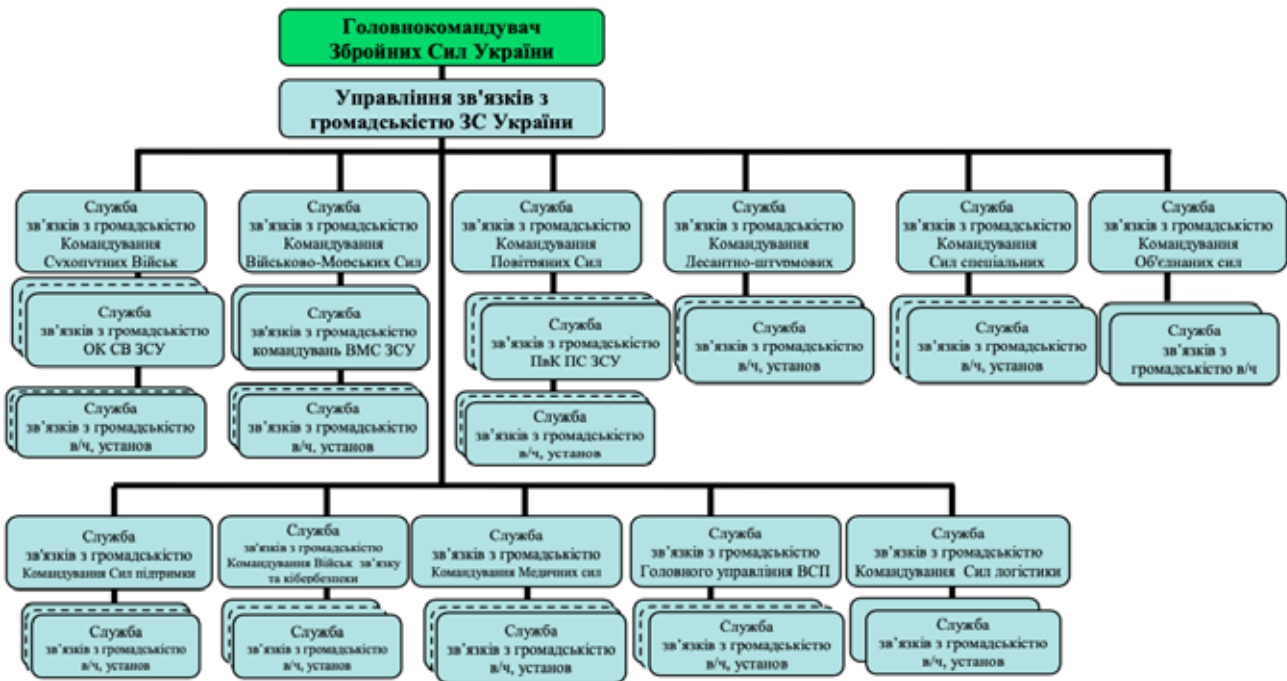 Головнокомандувач
Збройних Сил України
Управління зв'язків з
громадськістю ЗС України
Служба
зв'язків з громадськістю
Командування
Сухопутних Військ
Служба
зв'язків з громадськістю
Командування
Військово-Морських Сил
Служба
зв'язків з громадськістю
Командування
Повітряних Сил
Служба
зв'язків з громадськістю
Командування
Десантно-штурмових
Служба
зв'язків з громадськістю
Командування
Сил спеціальних
Служба
зв'язків з громадськістю
Командування
Об'єднаних сил
Служба
зв'язків з громадськістю
ОК СВ ЗСУ
Служба
зв'язків з громадськістю
командувань ВМС ЗСУ
Служба
зв'язків з громадськістю
ПвК ПС ЗСУ
Служба
зв'язків з громадськістю
в/ч, установ
Служба
зв'язків з громадськістю
в/ч, установ
Служба
зв'язків з
громадськістю в/ч
Служба
зв'язків з громадськістю
в/ч, установ
Служба
зв'язків з громадськістю
в/ч, установ
Служба
зв'язків з громадськістю
в/ч, установ
Служба
зв'язків з громадськістю
Командування Сил підтримки
Служба
зв'язків з громадськістю
Командування Військ зв'язку
та кібербезпеки
Служба
зв'язків з громадськістю
Командування Медичних сил
Служба
зв'язків з громадськістю
Головного управління ВСП
Служба
зв'язків з громадськістю
Командування Сил логістики
Служба
зв'язків з громадськістю
в/ч, установ
Служба
зв'язків з громадськістю
в/ч, установ
Служба
зв'язків з громадськістю
в/ч, установ
Служба
зв'язків з громадськістю
в/ч, установ
Служба
зв'язків з громадськістю
в/ч, установ